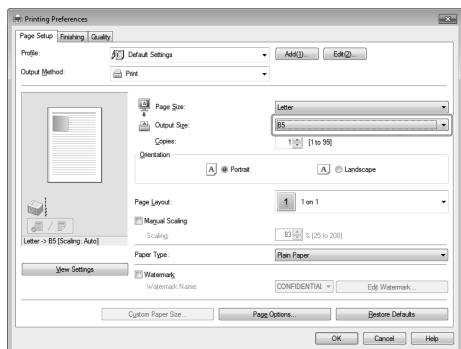 Printing Preferences
Page Setup Finishing Quality
Profile: Default Settings Add(1)... Edit(2)...
Output Method: Print
Page Size: Letter
Output Size: B5
Copies: 1 [1 to 99]
Orientation
A Portrait A Landscape
Page Layout: 1 1 on 1
Manual Scaling
Scaling: 83 % [25 to 200]
Letter -> B5 [Scaling: Auto]
Paper Type: Plain Paper
View Settings
Watermark
Watermark Name: CONFIDENTIAL Edit Watermark...
Custom Paper Size... Page Options... Restore Defaults
OK Cancel Help